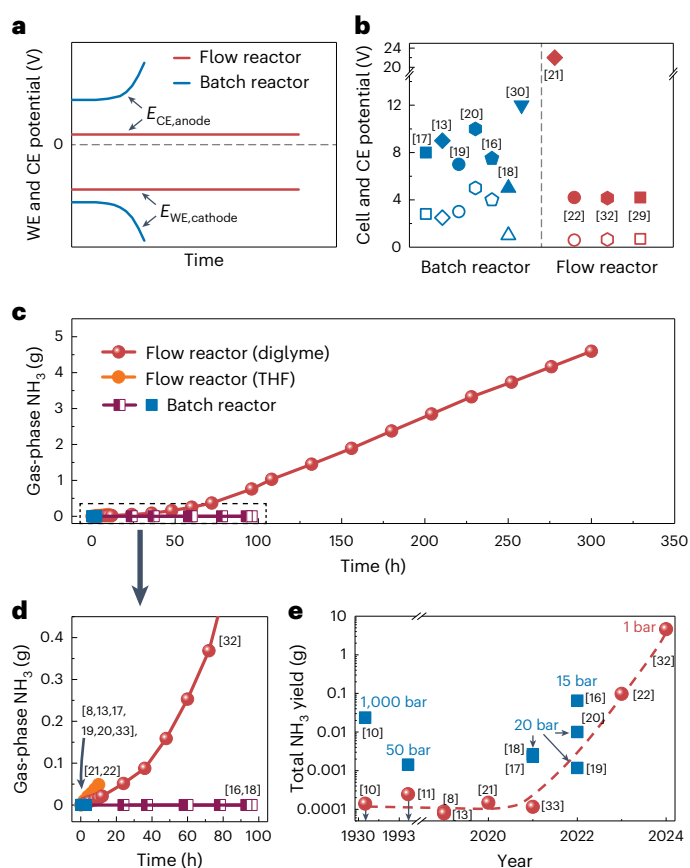 a
WE and CE potential (V)
Flow reactor
Batch reactor
E_CE,anode
0
E_WE,cathode
Time
b
Cell and CE potential (V)
24
22
20
12
8
4
0
[21]
[30]
[20]
[13]
[17]
[16]
[19]
[18]
[22]
[32]
[29]
Batch reactor
Flow reactor
c
Gas-phase NH₃ (g)
5
4
3
2
1
0
Flow reactor (diglyme)
Flow reactor (THF)
Batch reactor
0 50 100 150 200 250 300 350
Time (h)
d
Gas-phase NH₃ (g)
0.4
0.3
0.2
0.1
0
[32]
[8,13,17,
19,20,33],
[21,22]
[16,18]
0 20 40 60 80 100
Time (h)
e
Total NH₃ yield (g)
10
1
0.1
0.01
0.001
0.0001
1 bar
[32]
15 bar
[16]
[22]
1,000 bar
[10]
[20]
20 bar
50 bar
[18]
[17]
[19]
[10]
[11]
[8]
[13]
[21]
[33]
1930 1993 2020 2022 2024
Year